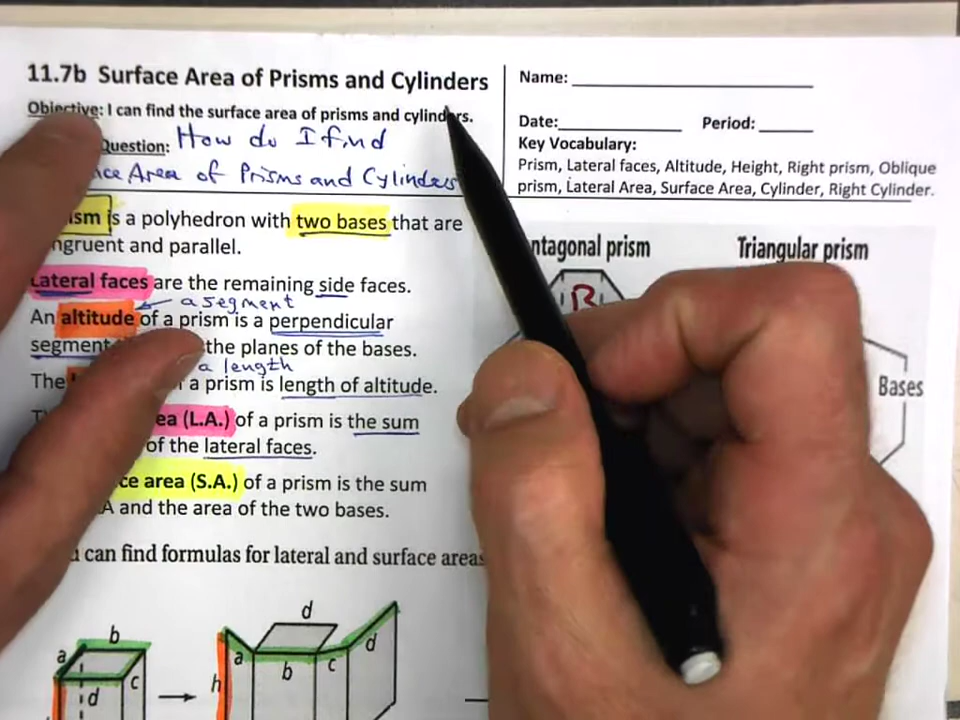 11.7b Surface Area of Prisms and Cylinders
Objective: I can find the surface area of prisms and cylinders.
Question: How do I find
Area of Prisms and Cylinders
is a polyhedron with two bases that are
and parallel.
Lateral faces are the remaining side faces.
a segment
An altitude of a prism is a perpendicular
segment the planes of the bases.
a length
The a prism is length of altitude.
(L.A.) of a prism is the sum
of the lateral faces.
area (S.A.) of a prism is the sum
and the area of the two bases.
can find formulas for lateral and surface areas
Name:
Date: Period:
Key Vocabulary:
Prism, Lateral faces, Altitude, Height, Right prism, Oblique
prism, Lateral Area, Surface Area, Cylinder, Right Cylinder.
prism Triangular prism
B
Bases
b
a
c
d
d
a
b
c
d
h